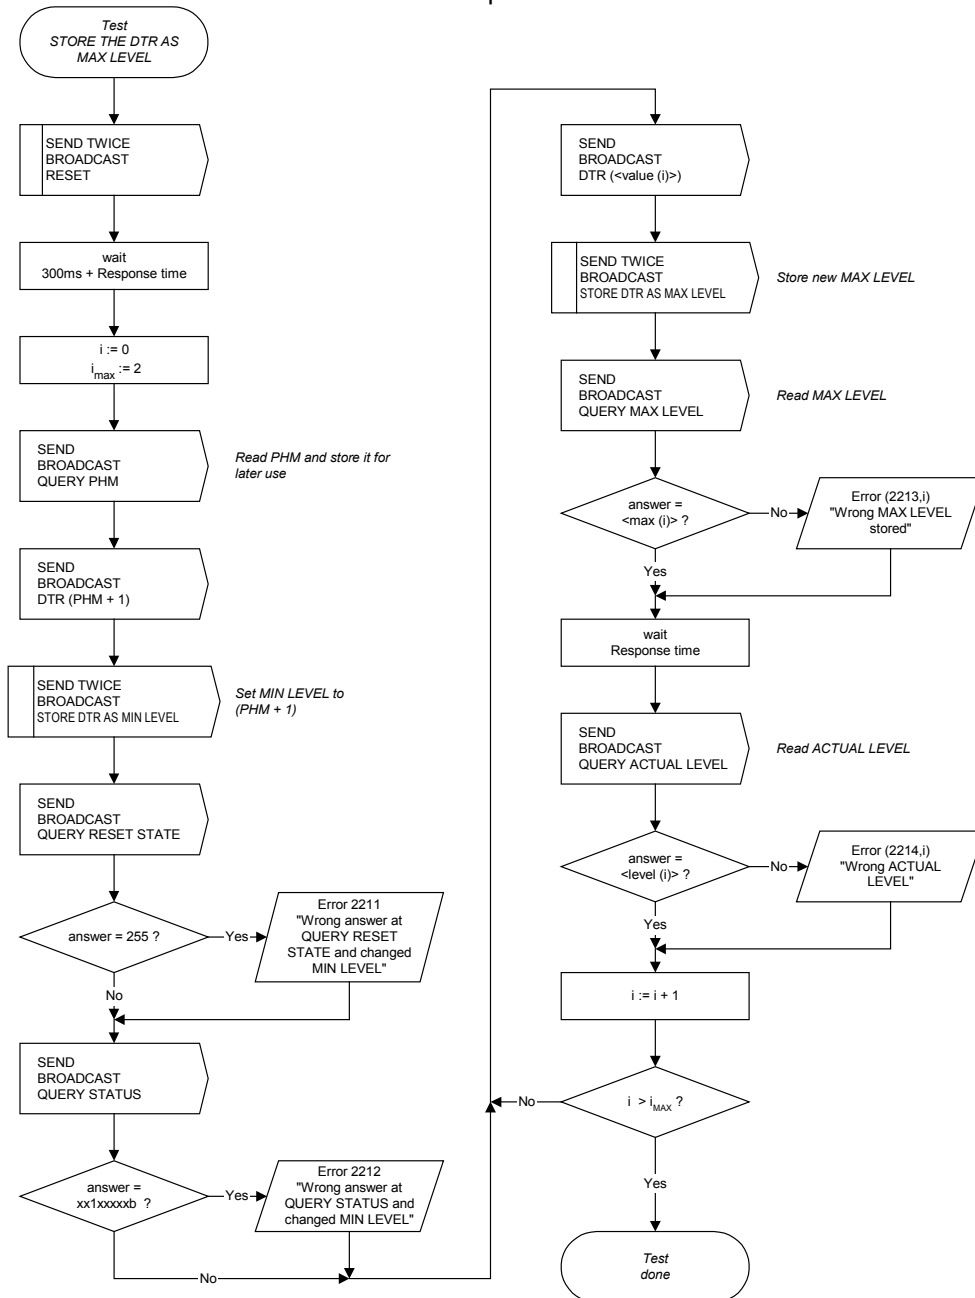 Test
STORE THE DTR AS
MAX LEVEL
SEND TWICE
BROADCAST
RESET
wait
300ms + Response time
i := 0
imax := 2
SEND
BROADCAST
QUERY PHM
Read PHM and store it for
later use
SEND
BROADCAST
DTR (PHM + 1)
SEND TWICE
BROADCAST
STORE DTR AS MIN LEVEL
Set MIN LEVEL to
(PHM + 1)
SEND
BROADCAST
QUERY RESET STATE
answer = 255 ?
Yes
Error 2211
"Wrong answer at
QUERY RESET
STATE and changed
MIN LEVEL"
No
SEND
BROADCAST
QUERY STATUS
answer =
xx1xxxxxb ?
Yes
Error 2212
"Wrong answer at
QUERY STATUS and
changed MIN LEVEL"
No
SEND
BROADCAST
DTR (<value (i)>)
SEND TWICE
BROADCAST
STORE DTR AS MAX LEVEL
Store new MAX LEVEL
SEND
BROADCAST
QUERY MAX LEVEL
Read MAX LEVEL
answer =
<max (i)> ?
No
Error (2213,i)
"Wrong MAX LEVEL
stored"
Yes
wait
Response time
SEND
BROADCAST
QUERY ACTUAL LEVEL
Read ACTUAL LEVEL
answer =
<level (i)> ?
No
Error (2214,i)
"Wrong ACTUAL
LEVEL"
Yes
i := i + 1
i > iMAX ?
No
Yes
Test
done